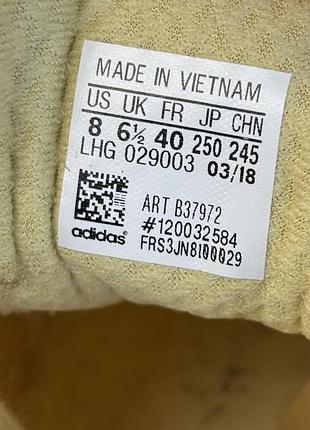 MADE IN VIETNAM
US UK FR JP CHN
8 6½ 40 250 245
LHG 029003 03/18
ART B37972
#120032584
adidas®
FRS3JN8I00029